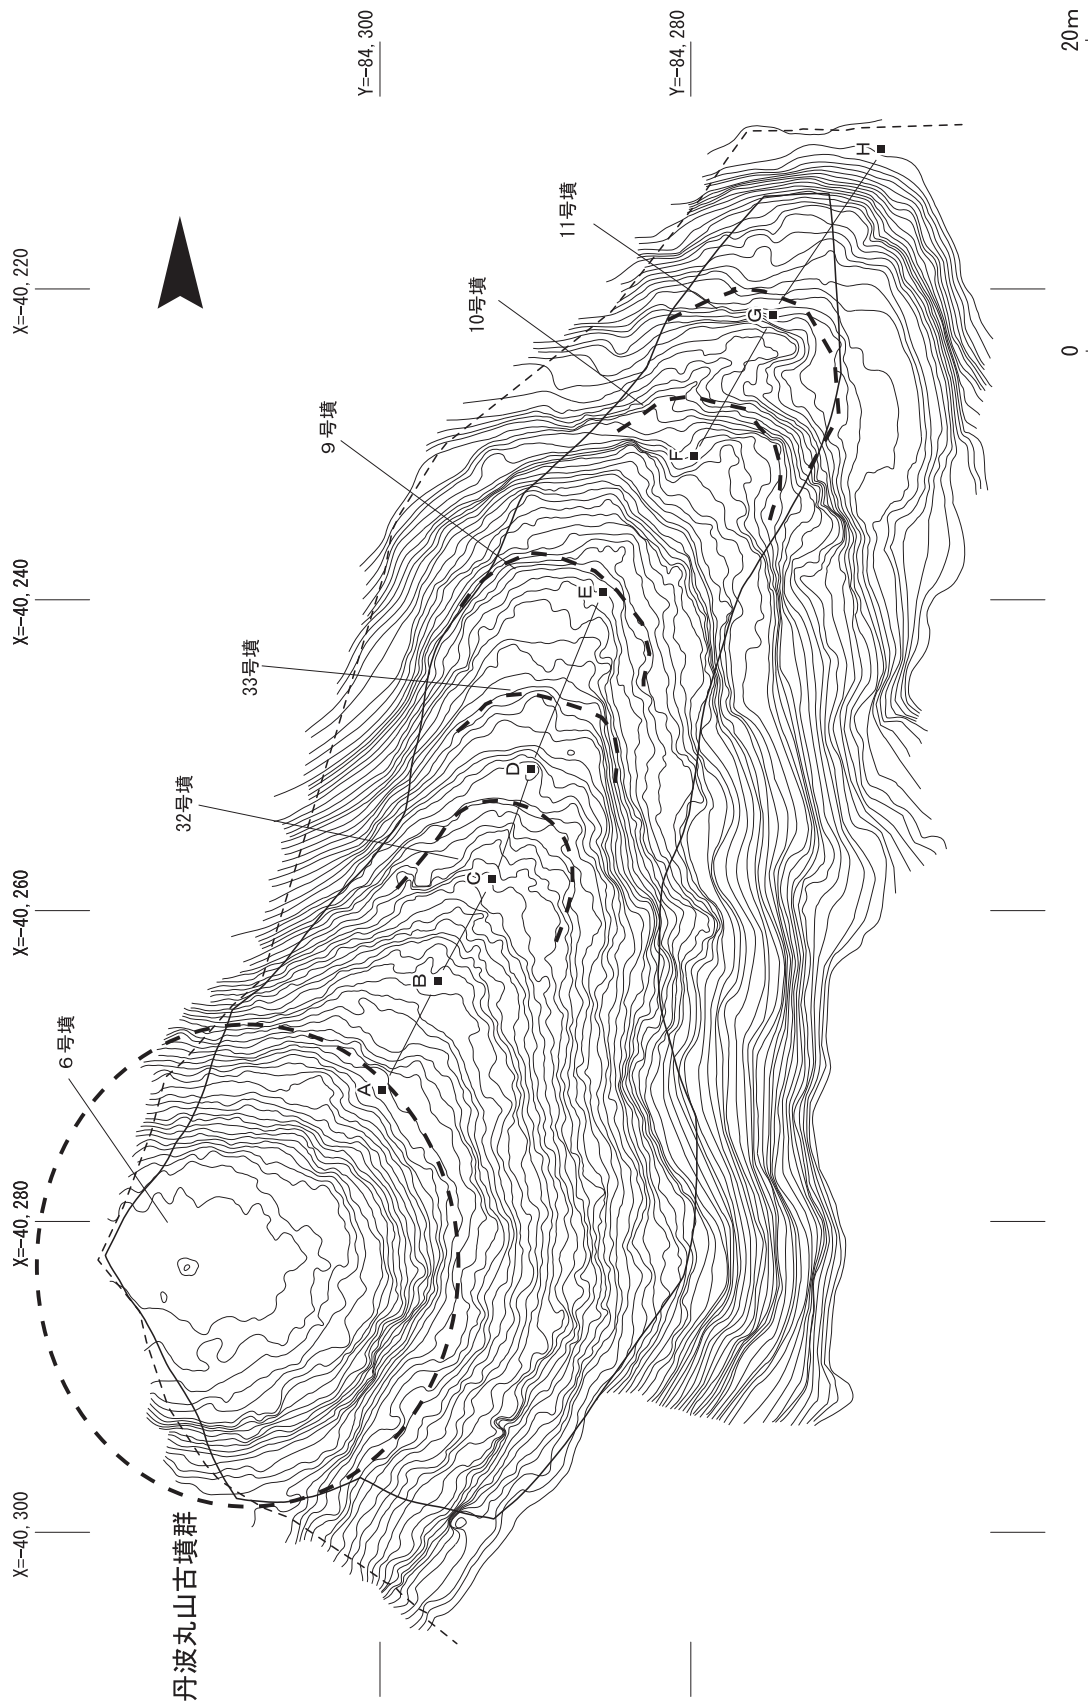 丹波丸山古墳群
X=-40, 300
X=-40, 280
X=-40, 260
X=-40, 240
X=-40, 220
Y=-84, 300
Y=-84, 280
6号墳
32号墳
33号墳
9号墳
10号墳
11号墳
A
B
C
D
E
F
G
H
0
20m